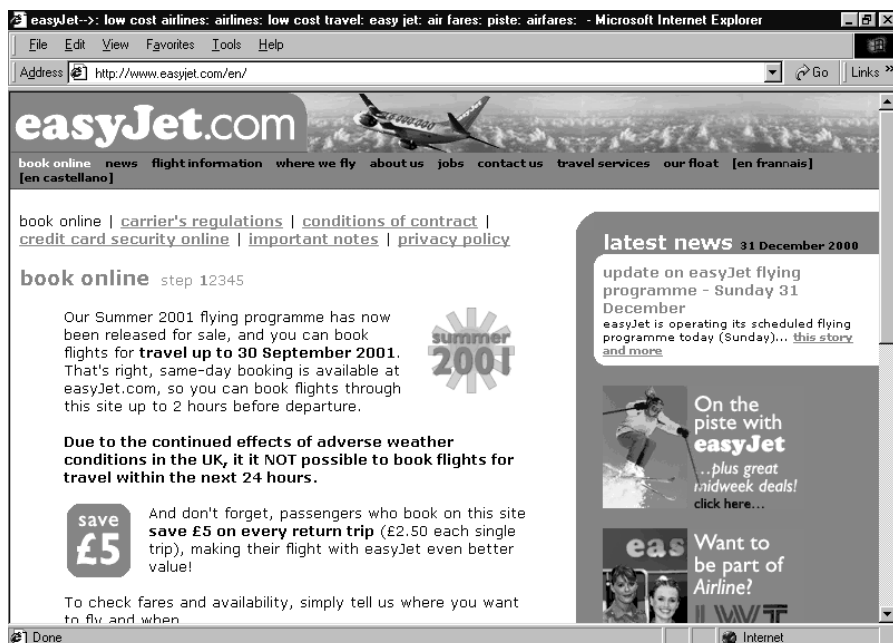 easyJet-->: low cost airlines: airlines: low cost travel: easy jet: air fares: piste: airfares: - Microsoft Internet Explorer
File Edit View Favorites Tools Help
Address http://www.easyjet.com/en/ Go Links »
easyJet.com
book online news flight information where we fly about us jobs contact us travel services our float [en frannais]
[en castellano]
book online | carrier's regulations | conditions of contract |
credit card security online | important notes | privacy policy
book online step 12345
Our Summer 2001 flying programme has now
been released for sale, and you can book
flights for travel up to 30 September 2001.
That's right, same-day booking is available at
easyJet.com, so you can book flights through
this site up to 2 hours before departure.
summer
2001
Due to the continued effects of adverse weather
conditions in the UK, it it NOT possible to book flights for
travel within the next 24 hours.
save
£5
And don't forget, passengers who book on this site
save £5 on every return trip (£2.50 each single
trip), making their flight with easyJet even better
value!
To check fares and availability, simply tell us where you want
to fly and when
latest news 31 December 2000
update on easyJet flying
programme - Sunday 31
December
easyJet is operating its scheduled flying
programme today (Sunday)... this story
and more
On the
piste with
easyJet
...plus great
midweek deals!
click here...
eas
Want to
be part of
Airline?
LWT
Done
Internet